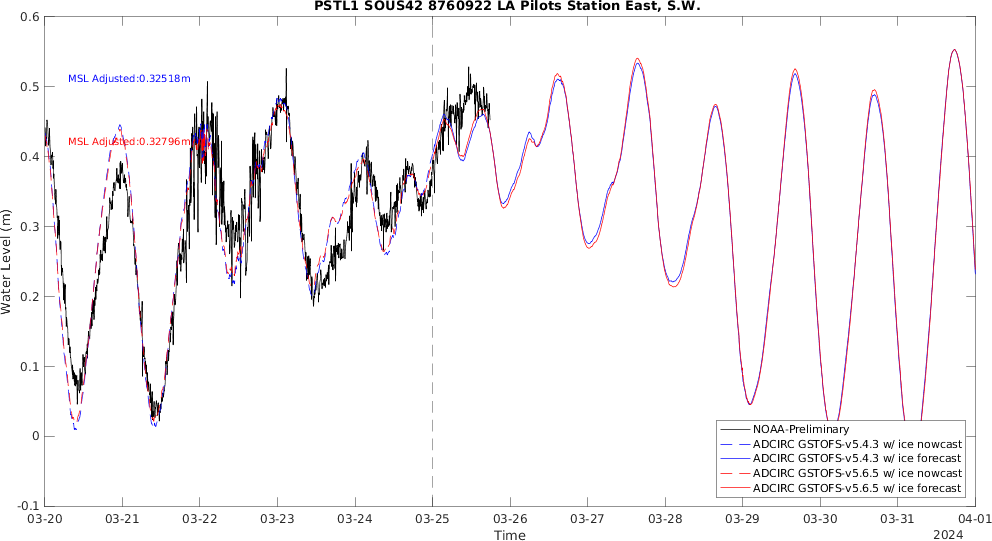 PSTL1 SOUS42 8760922 LA Pilots Station East, S.W.
0.6
0.5
0.4
0.3
0.2
0.1
0
-0.1
Water Level (m)
MSL Adjusted:0.32518m
MSL Adjusted:0.32796m
NOAA-Preliminary
ADCIRC GSTOFS-v5.4.3 w/ ice nowcast
ADCIRC GSTOFS-v5.4.3 w/ ice forecast
ADCIRC GSTOFS-v5.6.5 w/ ice nowcast
ADCIRC GSTOFS-v5.6.5 w/ ice forecast
03-20 03-21 03-22 03-23 03-24 03-25 03-26 03-27 03-28 03-29 03-30 03-31 04-01
Time
2024